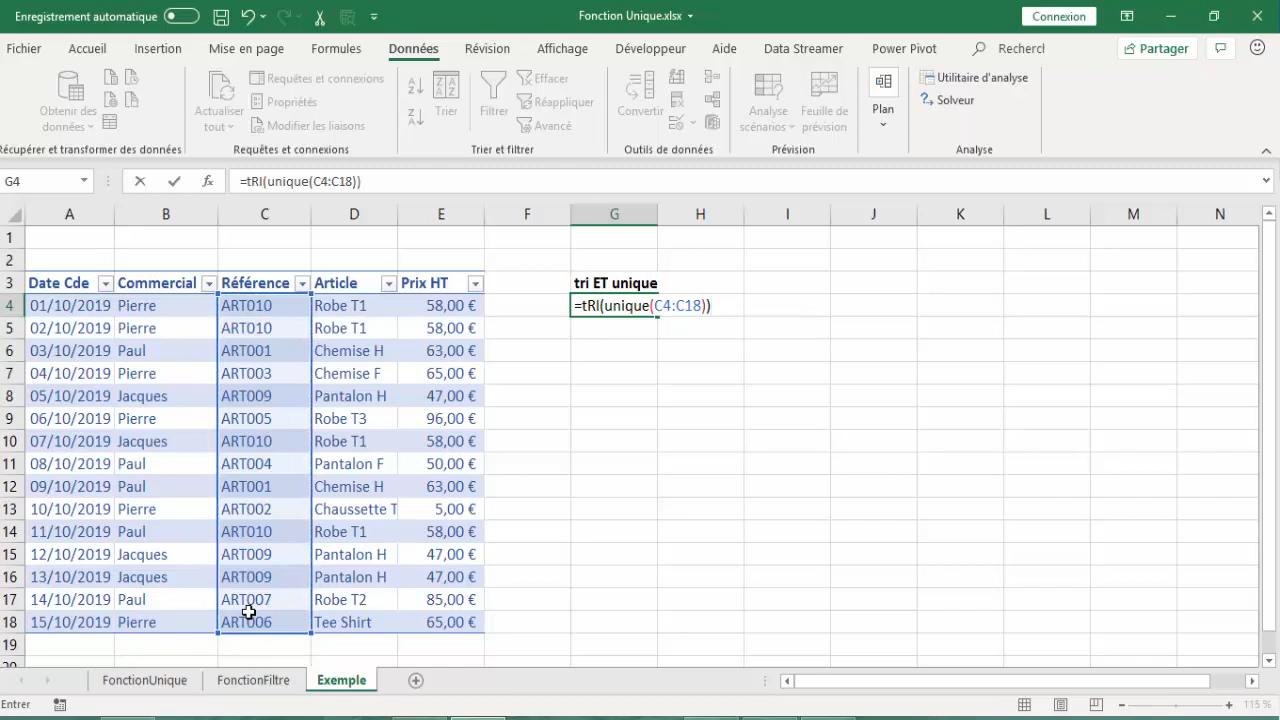 Enregistrement automatique
Fonction Unique.xlsx
Connexion
Fichier Accueil Insertion Mise en page Formules Données Révision Affichage Développeur Aide Data Streamer Power Pivot Recherch Partager
Obtenir des données
Actualiser tout
Requêtes et connexions
Propriétés
Modifier les liaisons
Trier
Filtrer
Effacer
Réappliquer
Avancé
Convertir
Analyse scénarios
Feuille de prévision
Plan
Utilitaire d'analyse
Solveur
Récupérer et transformer des données Requêtes et connexions Trier et filtrer Outils de données Prévision Analyse
G4 fx =tRI(unique(C4:C18))
A B C D E F G H I J K L M N
1
2
3 Date Cde Commercial Référence Article Prix HT tri ET unique
4 01/10/2019 Pierre ART010 Robe T1 58,00 € =tRI(unique(C4:C18))
5 02/10/2019 Pierre ART010 Robe T1 58,00 €
6 03/10/2019 Paul ART001 Chemise H 63,00 €
7 04/10/2019 Pierre ART003 Chemise F 65,00 €
8 05/10/2019 Jacques ART009 Pantalon H 47,00 €
9 06/10/2019 Pierre ART005 Robe T3 96,00 €
10 07/10/2019 Jacques ART010 Robe T1 58,00 €
11 08/10/2019 Paul ART004 Pantalon F 50,00 €
12 09/10/2019 Paul ART001 Chemise H 63,00 €
13 10/10/2019 Pierre ART002 Chaussette T 5,00 €
14 11/10/2019 Paul ART010 Robe T1 58,00 €
15 12/10/2019 Jacques ART009 Pantalon H 47,00 €
16 13/10/2019 Jacques ART009 Pantalon H 47,00 €
17 14/10/2019 Paul ART007 Robe T2 85,00 €
18 15/10/2019 Pierre ART006 Tee Shirt 65,00 €
19
20
FonctionUnique FonctionFiltre Exemple
Entrer
115 %